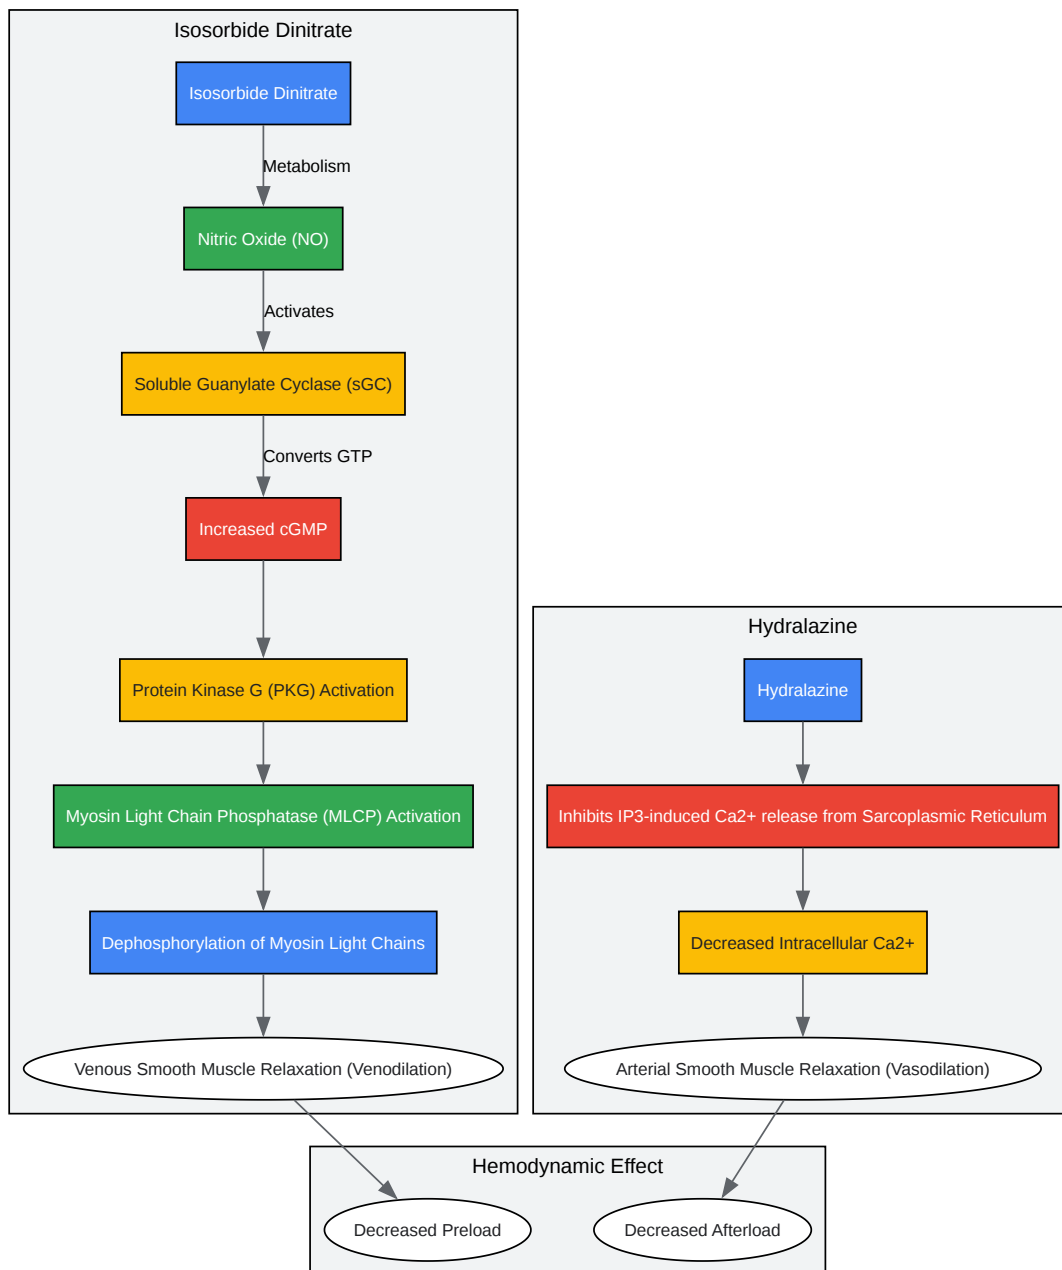 Isosorbide Dinitrate
Isosorbide Dinitrate
Metabolism
Nitric Oxide (NO)
Activates
Soluble Guanylate Cyclase (sGC)
Converts GTP
Increased cGMP
Protein Kinase G (PKG) Activation
Myosin Light Chain Phosphatase (MLCP) Activation
Dephosphorylation of Myosin Light Chains
Venous Smooth Muscle Relaxation (Venodilation)
Hydralazine
Hydralazine
Inhibits IP3-induced Ca2+ release from Sarcoplasmic Reticulum
Decreased Intracellular Ca2+
Arterial Smooth Muscle Relaxation (Vasodilation)
Hemodynamic Effect
Decreased Preload
Decreased Afterload